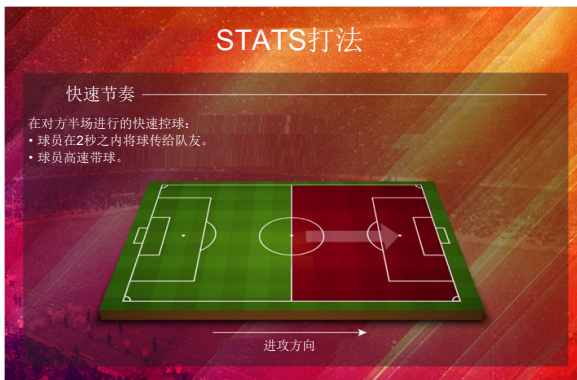 STATS打法
快速节奏
在对方半场进行的快速控球：
• 球员在2秒之内将球传给队友。
• 球员高速带球。
进攻方向